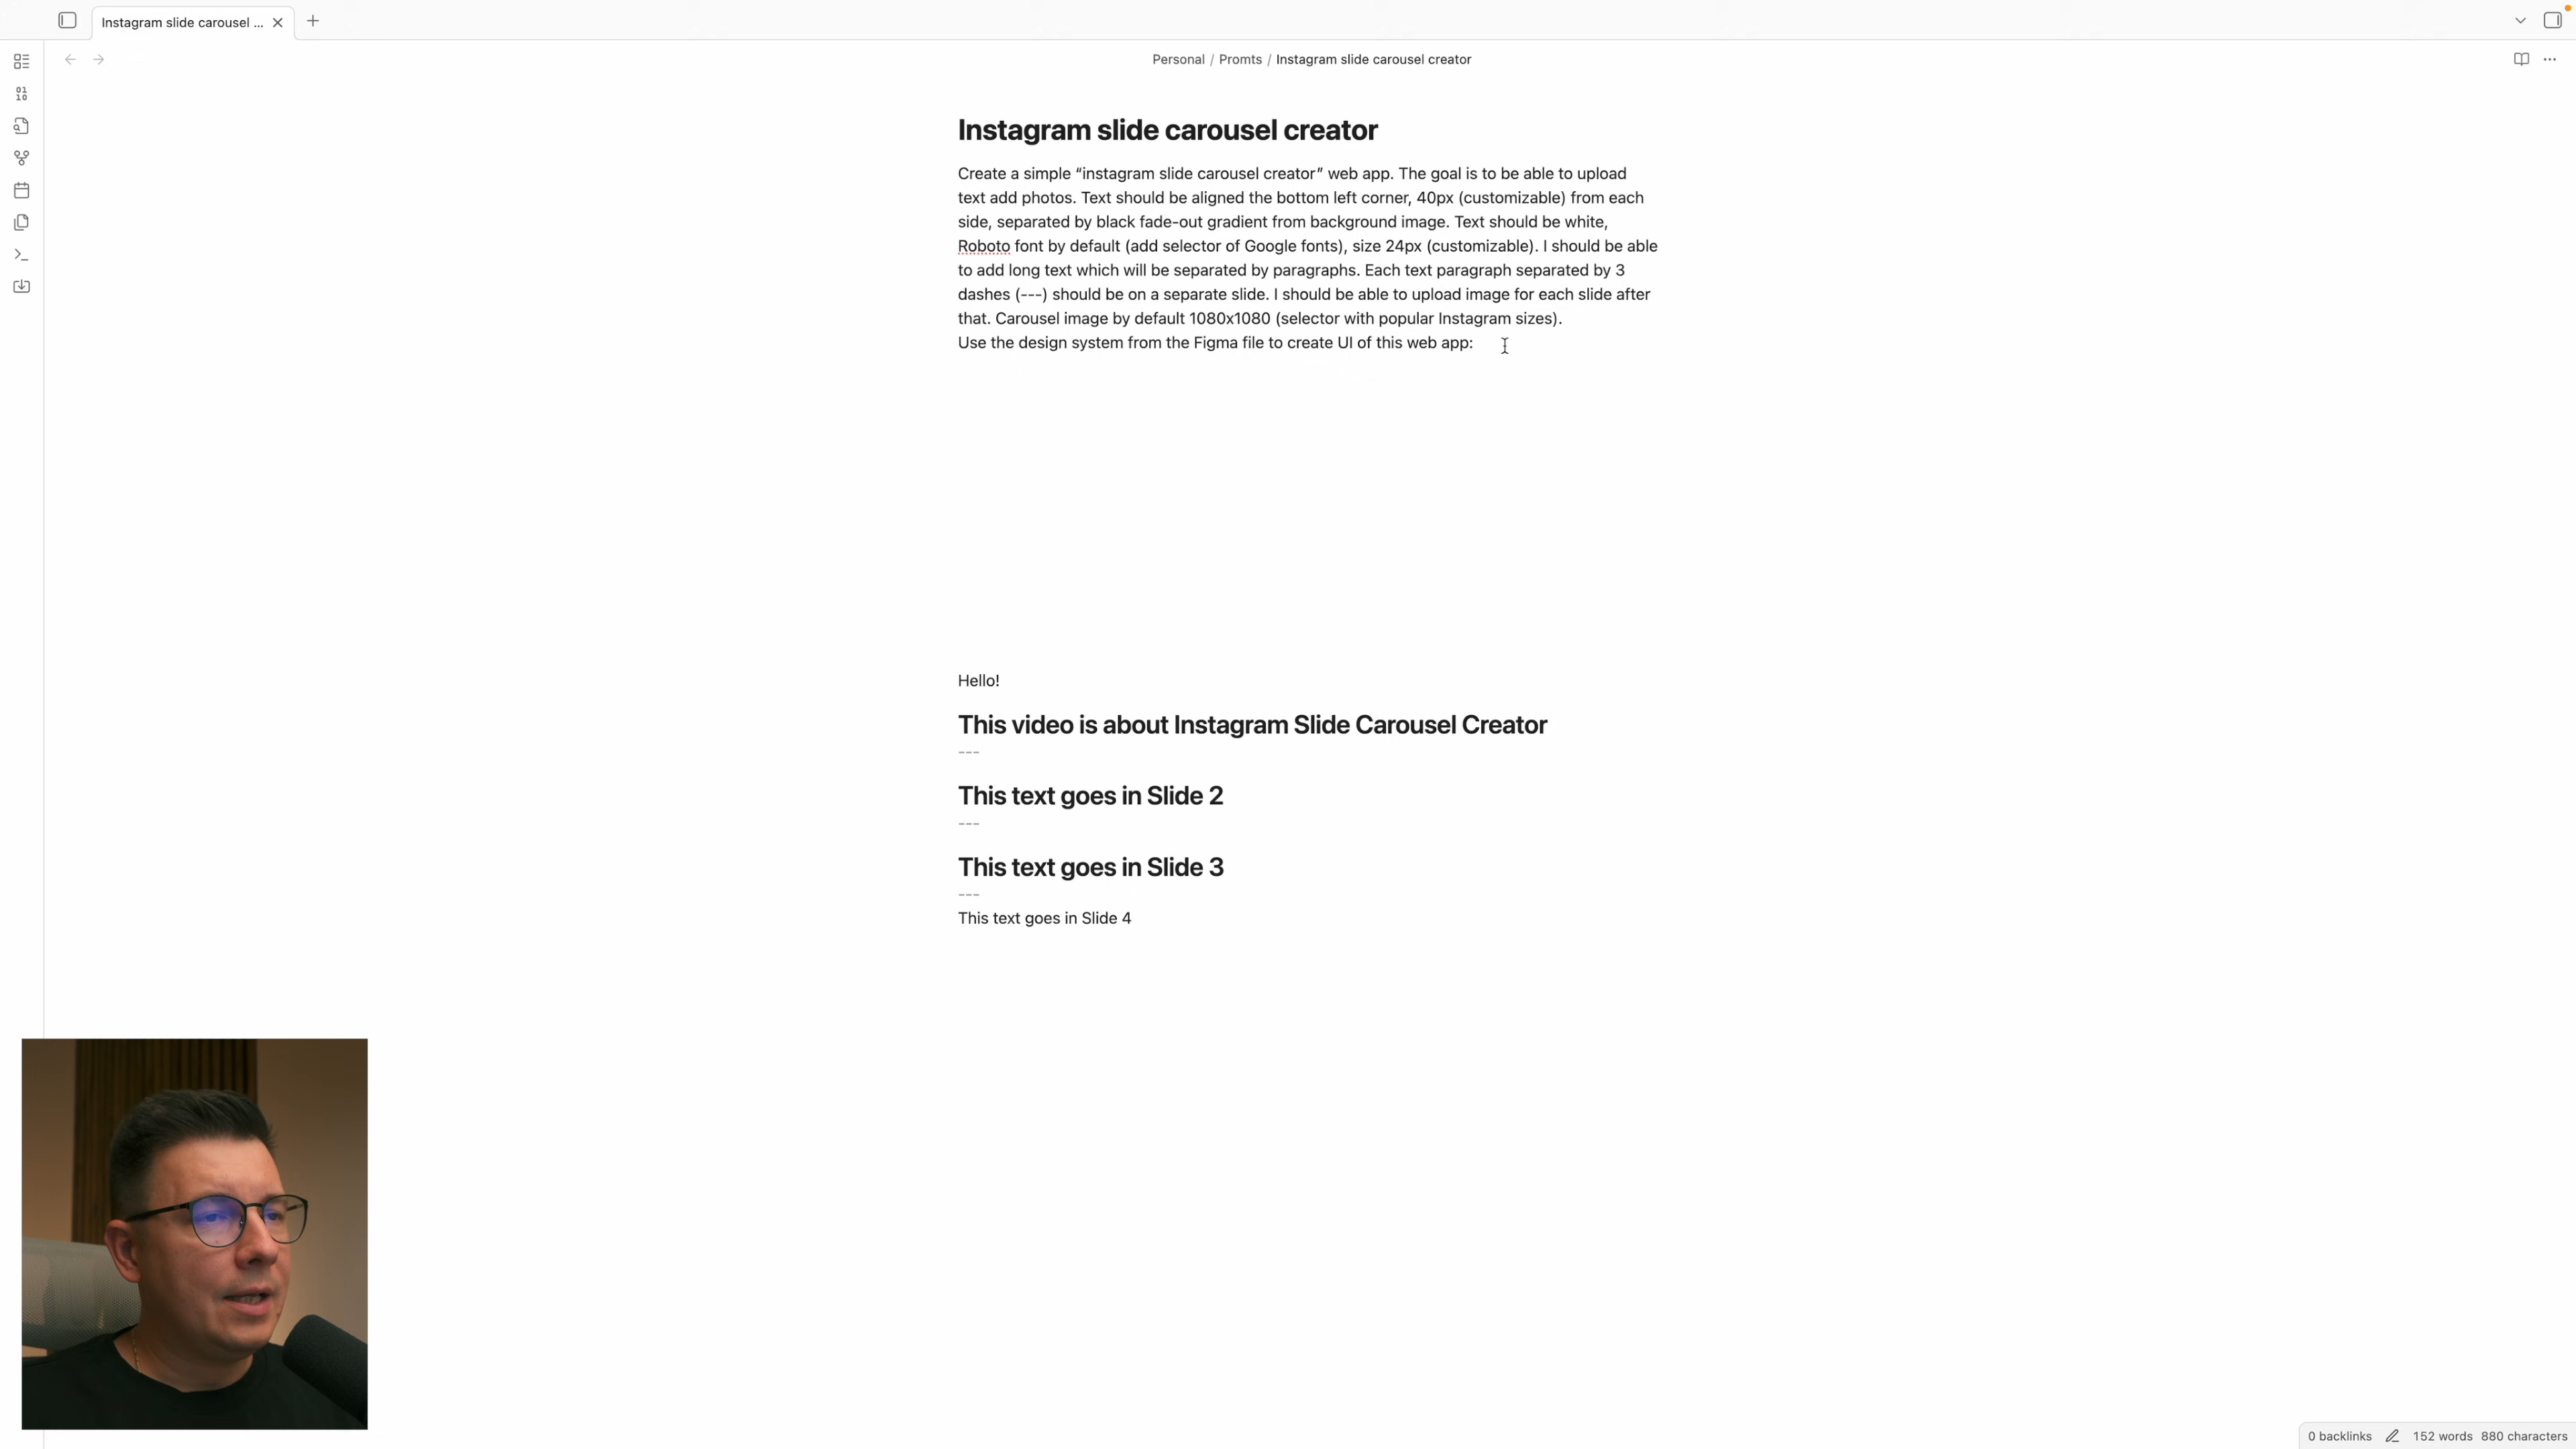 Instagram slide carousel ...
Personal / Promts / Instagram slide carousel creator
01
10
Instagram slide carousel creator
Create a simple “instagram slide carousel creator” web app. The goal is to be able to upload
text add photos. Text should be aligned the bottom left corner, 40px (customizable) from each
side, separated by black fade-out gradient from background image. Text should be white,
Roboto font by default (add selector of Google fonts), size 24px (customizable). I should be able
to add long text which will be separated by paragraphs. Each text paragraph separated by 3
dashes (---) should be on a separate slide. I should be able to upload image for each slide after
that. Carousel image by default 1080x1080 (selector with popular Instagram sizes).
Use the design system from the Figma file to create UI of this web app:
Hello!
This video is about Instagram Slide Carousel Creator
---
This text goes in Slide 2
---
This text goes in Slide 3
---
This text goes in Slide 4
0 backlinks 152 words 880 characters